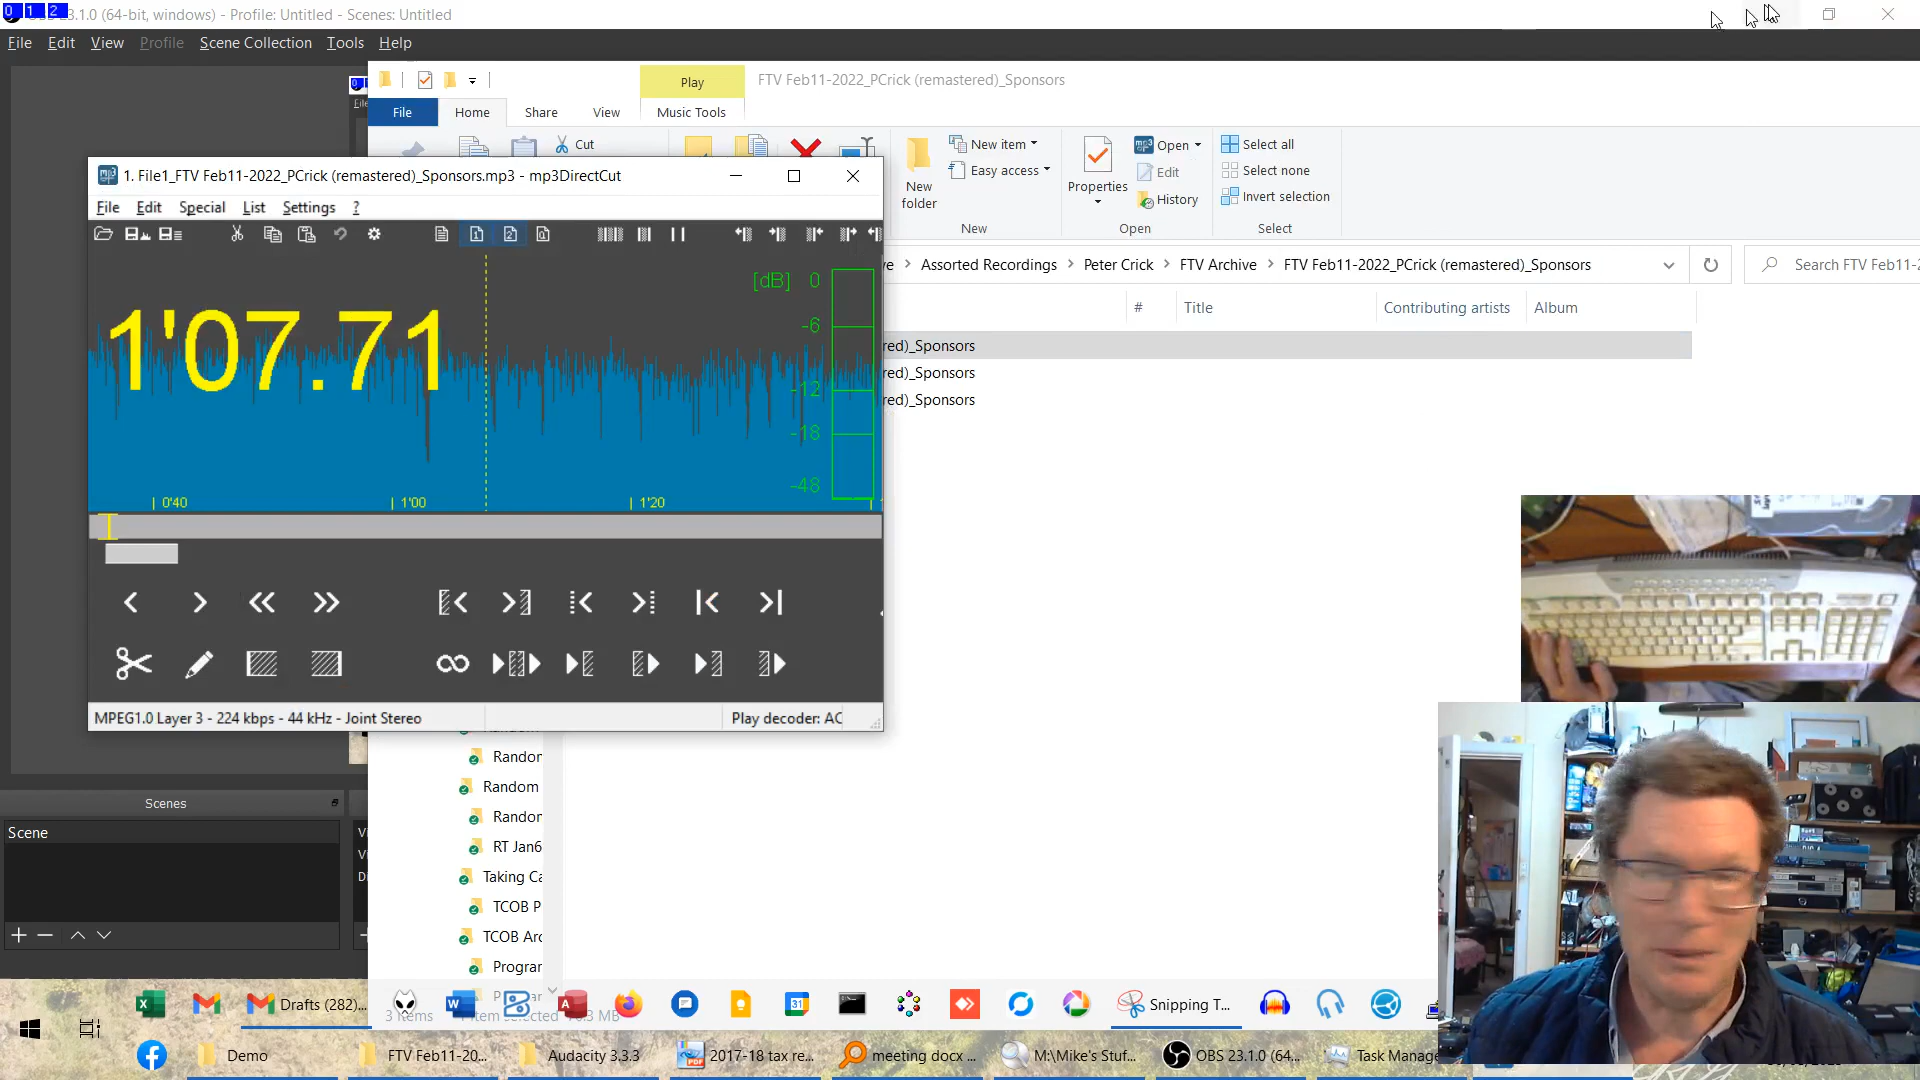 0 1 2
23.1.0 (64-bit, windows) - Profile: Untitled - Scenes: Untitled
File Edit View Profile Scene Collection Tools Help
Play
FTV Feb11-2022_PCrick (remastered)_Sponsors
File Home Share View Music Tools
Cut
New item
Easy access
New folder
New
Properties
Open
Edit
History
Open
Select all
Select none
Invert selection
Select
Assorted Recordings Peter Crick FTV Archive FTV Feb11-2022_PCrick (remastered)_Sponsors
Search FTV Feb11-2
# Title Contributing artists Album
red)_Sponsors
red)_Sponsors
red)_Sponsors
1. File1_FTV Feb11-2022_PCrick (remastered)_Sponsors.mp3 - mp3DirectCut
File Edit Special List Settings ?
1'07.71
[dB] 0
-6
-12
-18
-48
0'40 1'00 1'20
MPEG1.0 Layer 3 - 224 kbps - 44 kHz - Joint Stereo
Play decoder: AC
Random
Random
Random
RT Jan6
Taking Ca
TCOB P
TCOB Arc
Progran
Scenes
Scene
3 items
Drafts (282)...
Snipping T...
Demo
FTV Feb11-20...
Audacity 3.3.3
2017-18 tax re...
meeting docx ...
M:\Mike's Stuf...
OBS 23.1.0 (64...
Task Manage